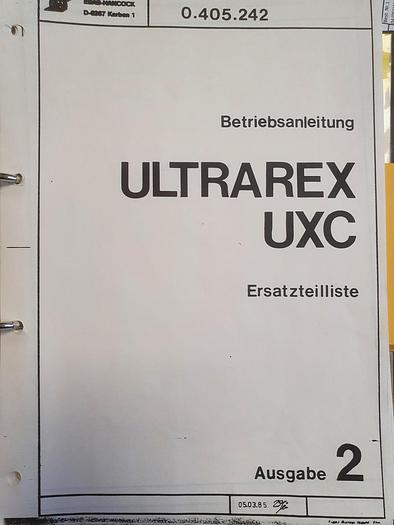 D-6367 Karben 1
0.405.242
Betriebsanleitung
ULTRAREX
UXC
Ersatzteilliste
Ausgabe 2
05.03.85